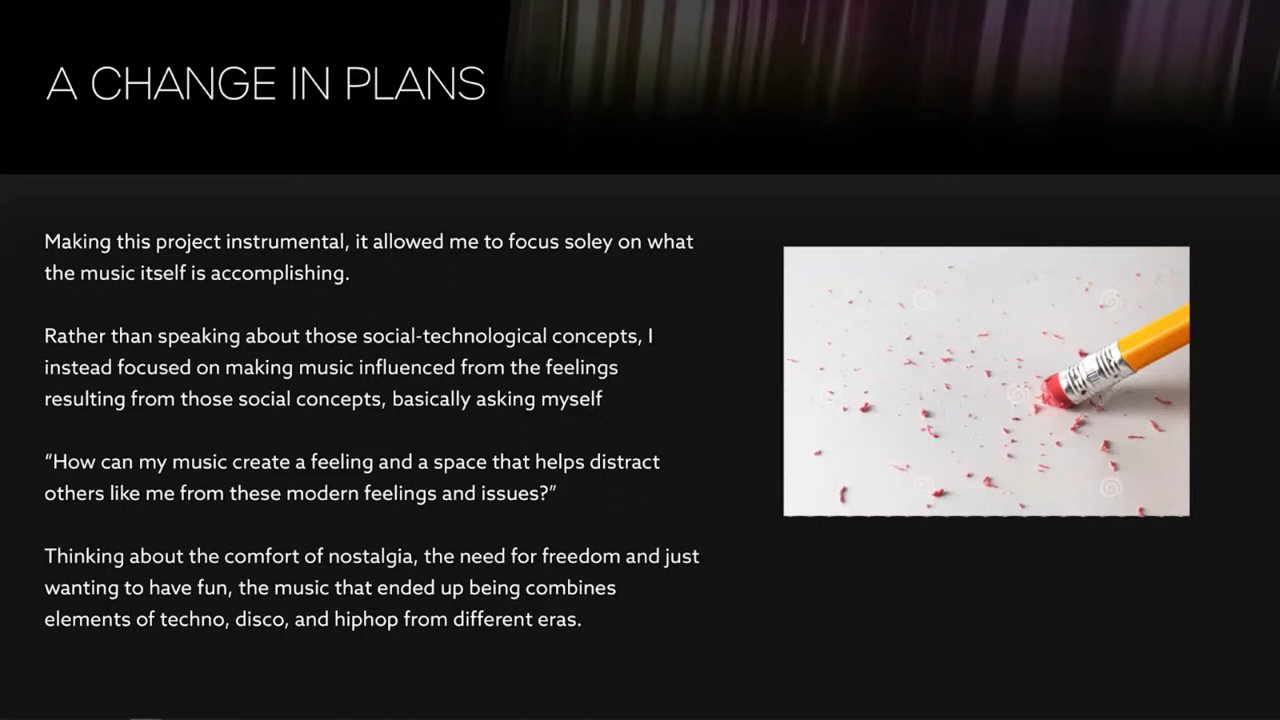 A CHANGE IN PLANS
Making this project instrumental, it allowed me to focus soley on what
the music itself is accomplishing.
Rather than speaking about those social-technological concepts, I
instead focused on making music influenced from the feelings
resulting from those social concepts, basically asking myself
“How can my music create a feeling and a space that helps distract
others like me from these modern feelings and issues?”
Thinking about the comfort of nostalgia, the need for freedom and just
wanting to have fun, the music that ended up being combines
elements of techno, disco, and hiphop from different eras.